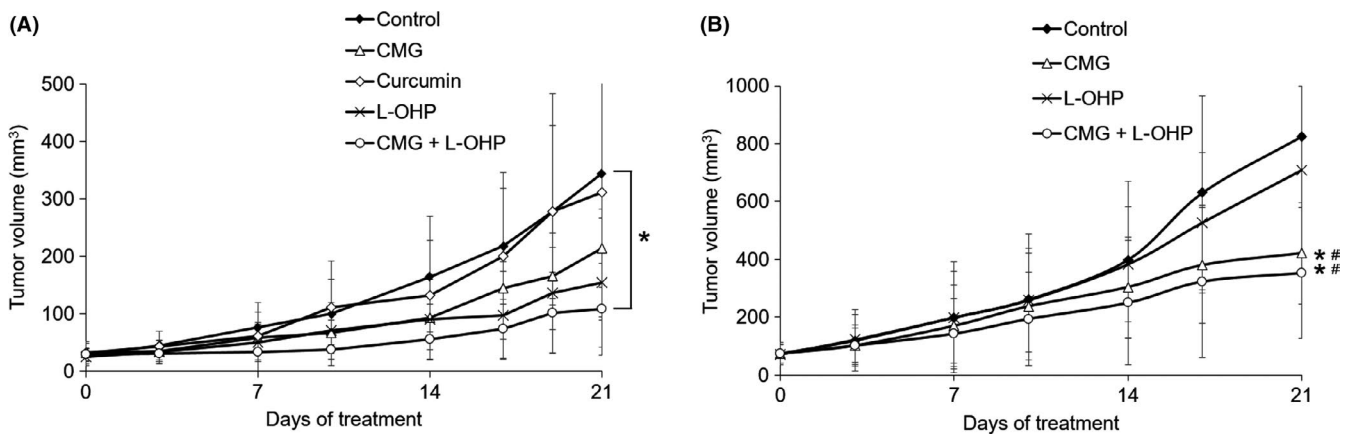 (A)
Control
CMG
Curcumin
L-OHP
CMG + L-OHP
Tumor volume (mm³)
500
400
300
200
100
0
*
0 7 14 21
Days of treatment
(B)
Control
CMG
L-OHP
CMG + L-OHP
Tumor volume (mm³)
1000
800
600
400
200
0
* #
* #
0 7 14 21
Days of treatment